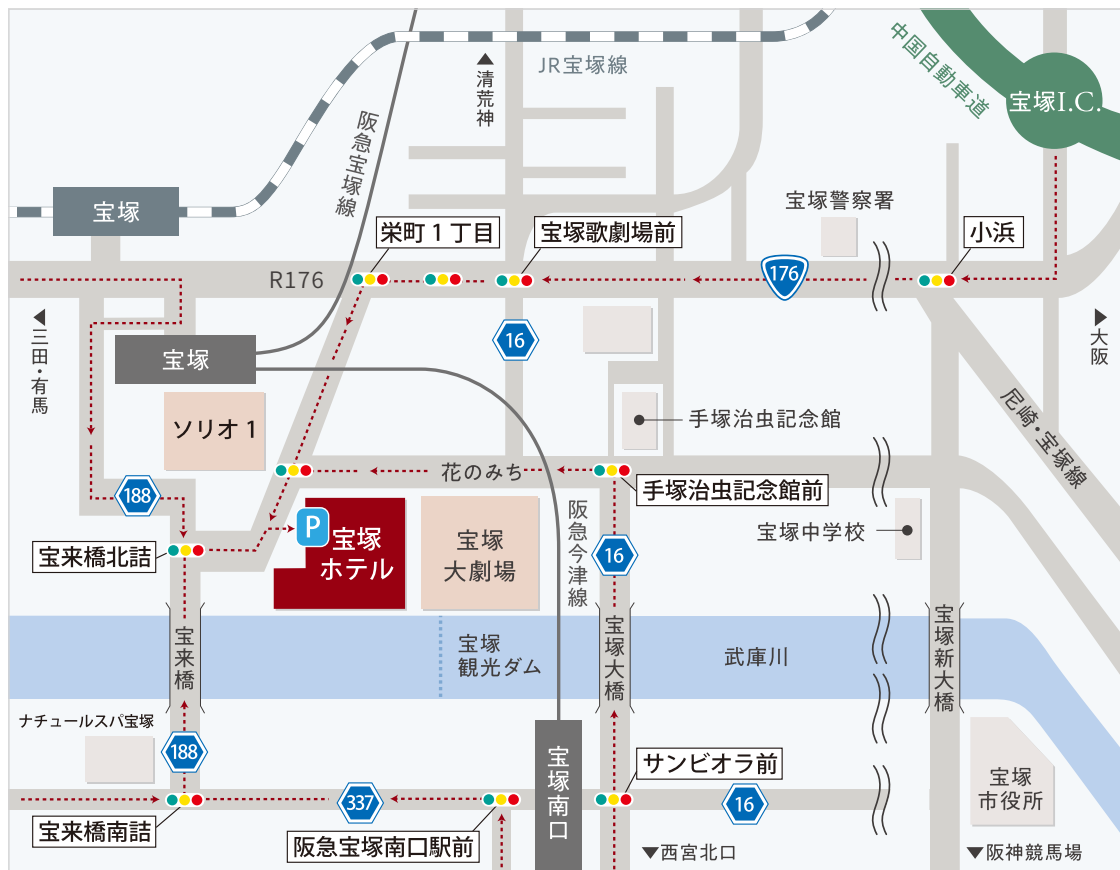 中国自動車道
宝塚I.C.
JR宝塚線
▲清荒神
阪急宝塚線
宝塚
宝塚警察署
栄町1丁目
宝塚歌劇場前
小浜
R176
176
◀三田・有馬
▶大阪
16
宝塚
尼崎・宝塚線
ソリオ1
手塚治虫記念館
花のみち
手塚治虫記念館前
188
宝塚中学校
P
宝塚
ホテル
宝塚
大劇場
阪急今津線
16
宝来橋北詰
宝来橋
宝塚
観光ダム
宝塚大橋
武庫川
宝塚新大橋
ナチュールスパ宝塚
188
宝塚南口
サンビオラ前
宝塚
市役所
337
16
宝来橋南詰
阪急宝塚南口駅前
▼西宮北口
▼阪神競馬場